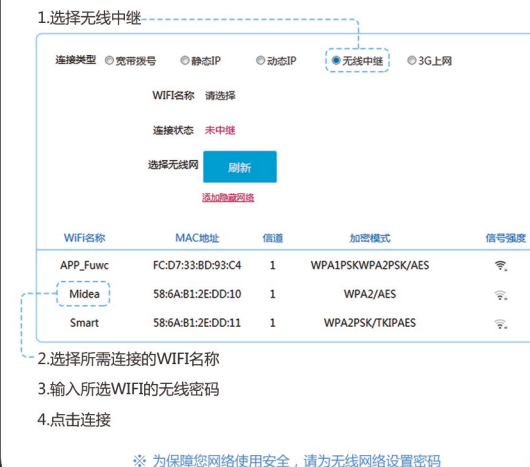 1.选择无线中继
连接类型 宽带拨号 静态IP 动态IP 无线中继 3G上网
WIFI名称 请选择
连接状态 未中继
选择无线网 刷新
添加隐藏网络
WiFi名称 MAC地址 信道 加密模式 信号强度
APP_Fuwc FC:D7:33:BD:93:C4 1 WPA1PSKWPA2PSK/AES
Midea 58:6A:B1:2E:DD:10 1 WPA2/AES
Smart 58:6A:B1:2E:DD:11 1 WPA2PSK/TKIPAES
2.选择所需连接的WIFI名称
3.输入所选WIFI的无线密码
4.点击连接
※ 为保障您网络使用安全，请为无线网络设置密码